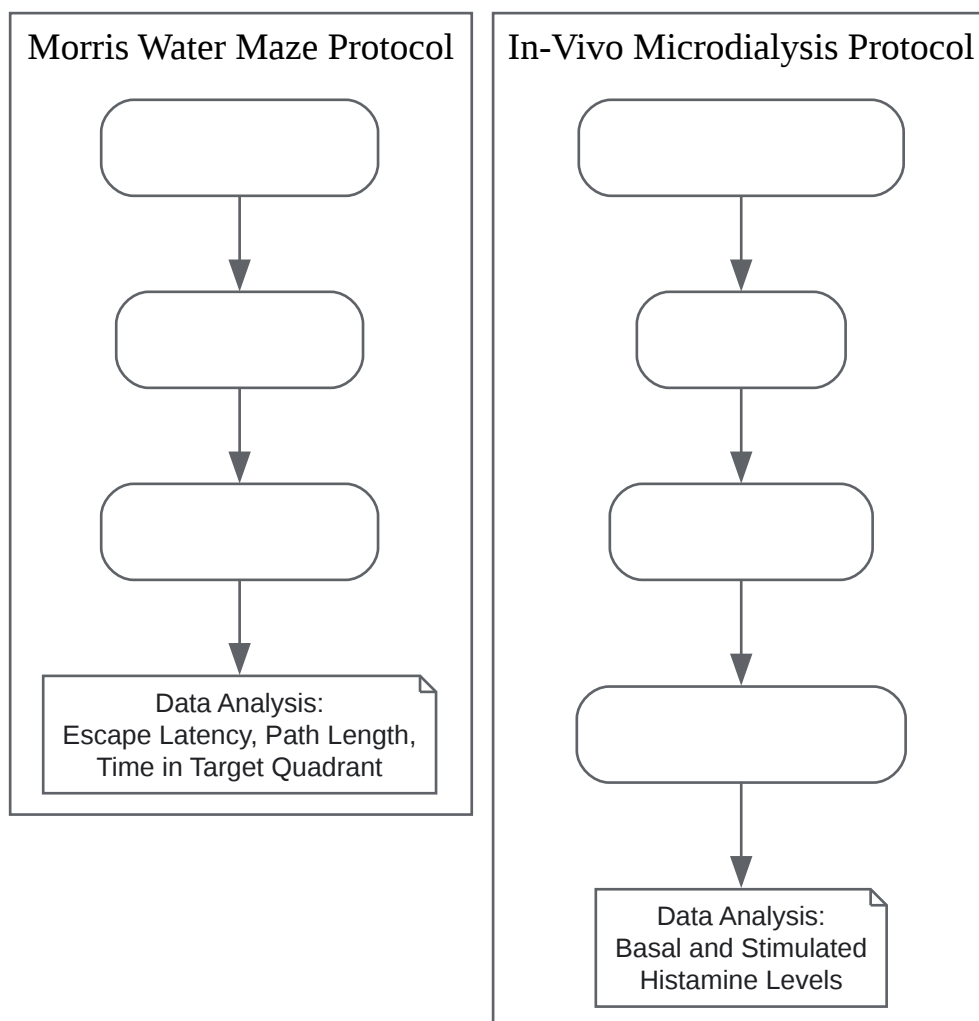 Morris Water Maze Protocol
Data Analysis:
Escape Latency, Path Length,
Time in Target Quadrant
In-Vivo Microdialysis Protocol
Data Analysis:
Basal and Stimulated
Histamine Levels